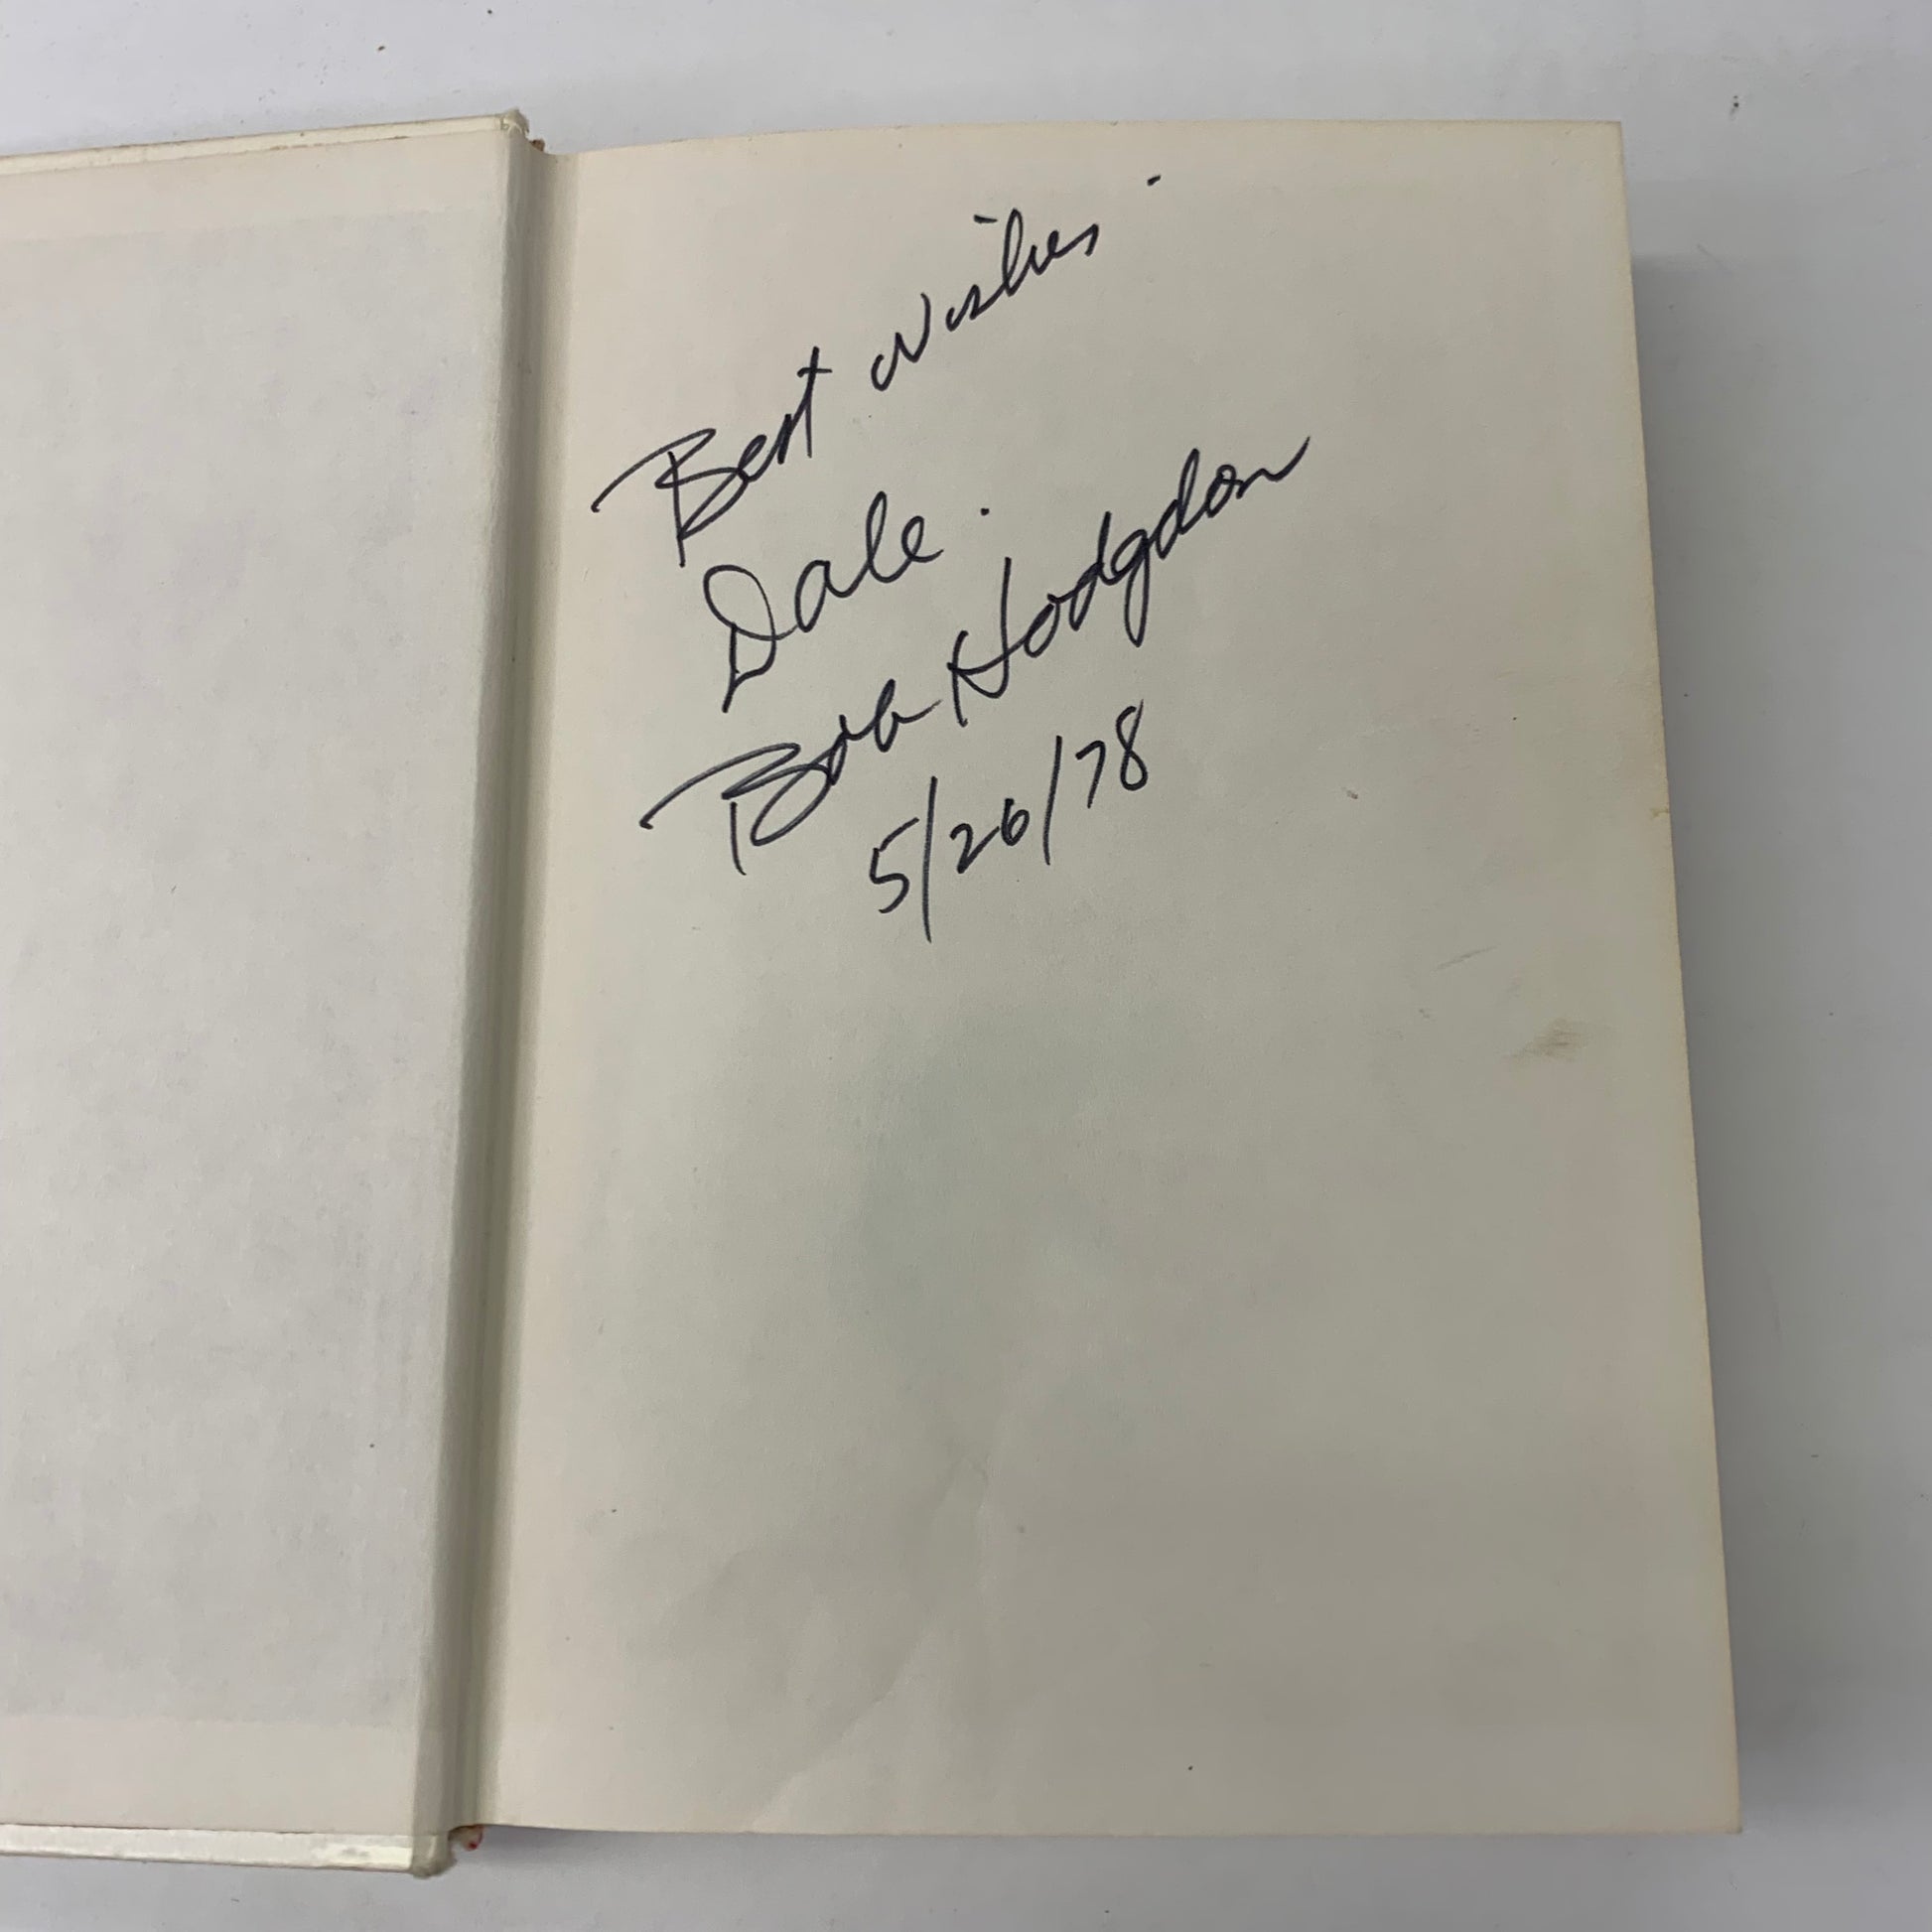 Best Wishes
Dale.
Bob Hodgdon
5/26/78